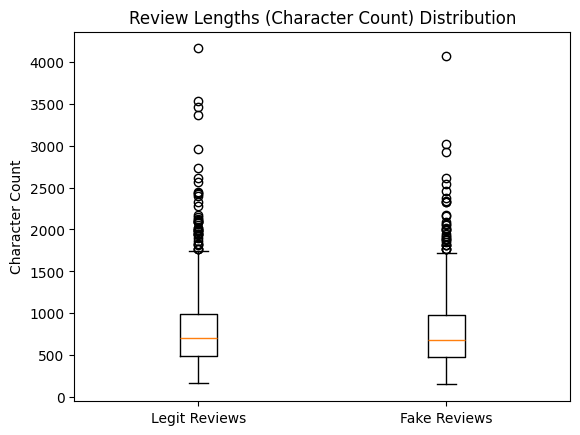 Review Lengths (Character Count) Distribution
4000
3500
3000
2500
2000
1500
1000
500
0
Character Count
Legit Reviews
Fake Reviews